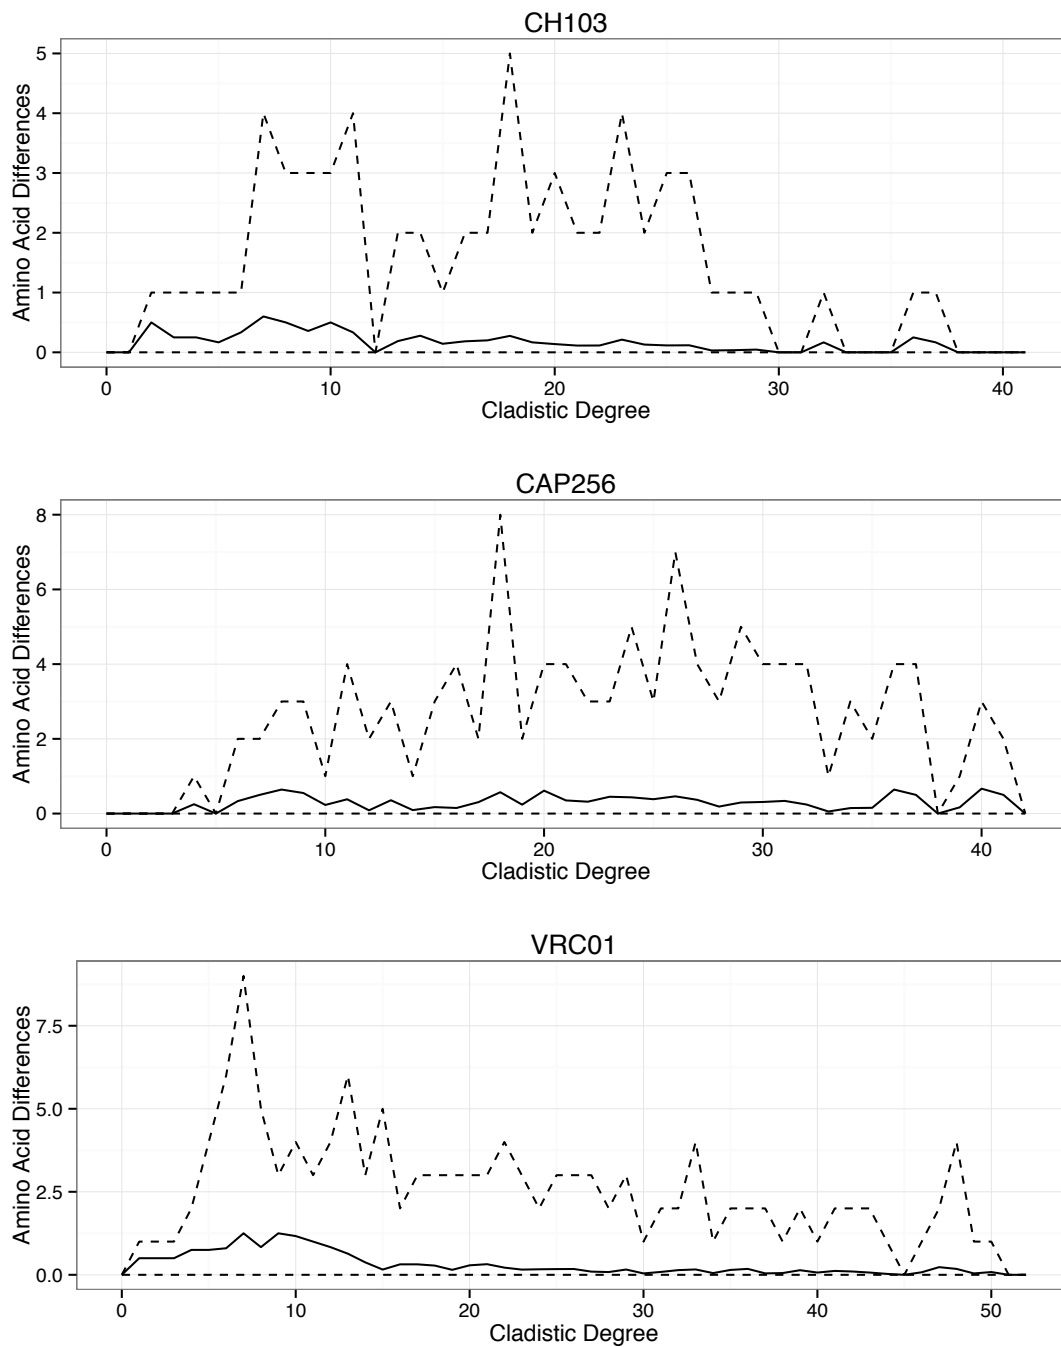 CH103
5
4
3
2
1
0
Amino Acid Differences
0 10 20 30 40
Cladistic Degree
CAP256
8
6
4
2
0
Amino Acid Differences
0 10 20 30 40
Cladistic Degree
VRC01
7.5
5.0
2.5
0.0
Amino Acid Differences
0 10 20 30 40 50
Cladistic Degree